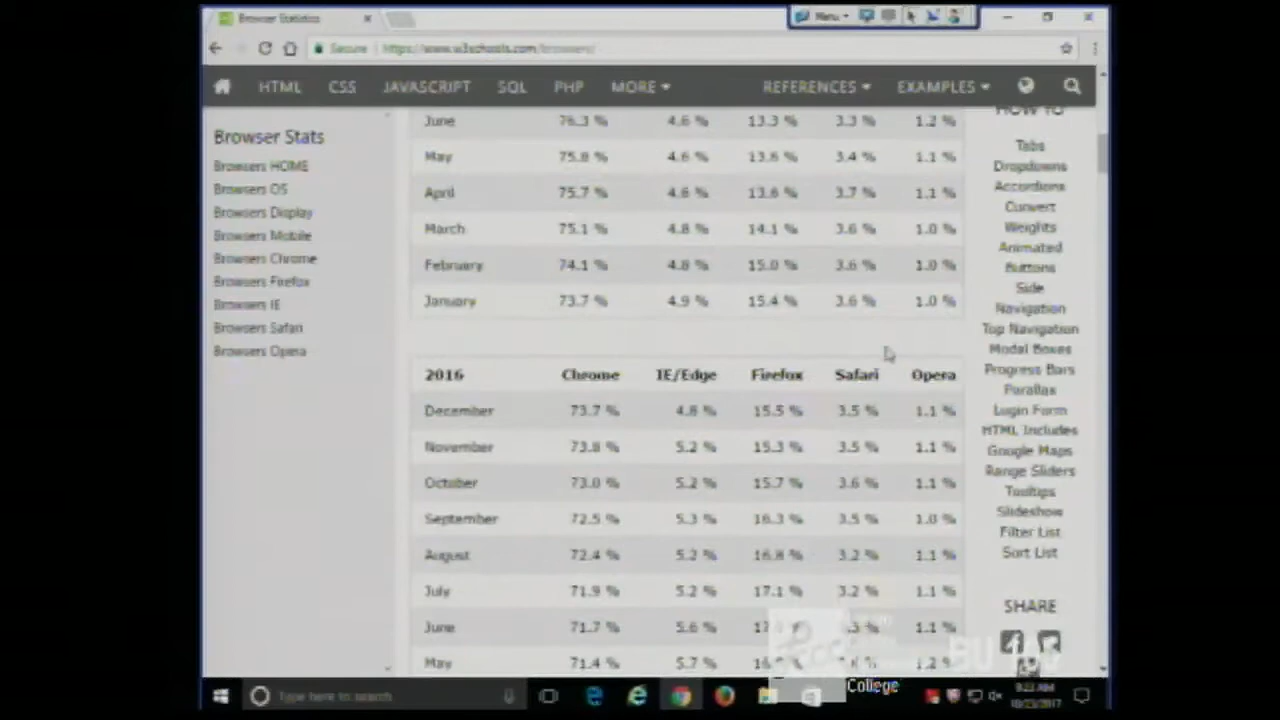 Browser Statistics
Menu
Secure https://www.w3schools.com/browsers/
HTML CSS JAVASCRIPT SQL PHP MORE REFERENCES EXAMPLES
Browser Stats
Browsers HOME
Browsers OS
Browsers Display
Browsers Mobile
Browsers Chrome
Browsers Firefox
Browsers IE
Browsers Safari
Browsers Opera
June 76.3 % 4.6 % 13.3 % 3.3 % 1.2 %
May 75.8 % 4.6 % 13.6 % 3.4 % 1.1 %
April 75.7 % 4.6 % 13.6 % 3.7 % 1.1 %
March 75.1 % 4.8 % 14.1 % 3.6 % 1.0 %
February 74.1 % 4.8 % 15.0 % 3.6 % 1.0 %
January 73.7 % 4.9 % 15.4 % 3.6 % 1.0 %
2016 Chrome IE/Edge Firefox Safari Opera
December 73.7 % 4.8 % 15.5 % 3.5 % 1.1 %
November 73.8 % 5.2 % 15.3 % 3.5 % 1.1 %
October 73.0 % 5.2 % 15.7 % 3.6 % 1.1 %
September 72.5 % 5.3 % 16.3 % 3.5 % 1.0 %
August 72.4 % 5.2 % 16.8 % 3.2 % 1.1 %
July 71.9 % 5.2 % 17.1 % 3.2 % 1.1 %
June 71.7 % 5.6 % 1.1 %
May 71.4 % 5.7 % 1.2 %
HOW TO
Tabs
Dropdowns
Accordions
Convert
Weights
Animated
Buttons
Side
Navigation
Top Navigation
Modal Boxes
Progress Bars
Parallax
Login Form
HTML Includes
Google Maps
Range Sliders
Tooltips
Slideshow
Filter List
Sort List
SHARE
College
Type here to search
9:23 AM
10/23/2017